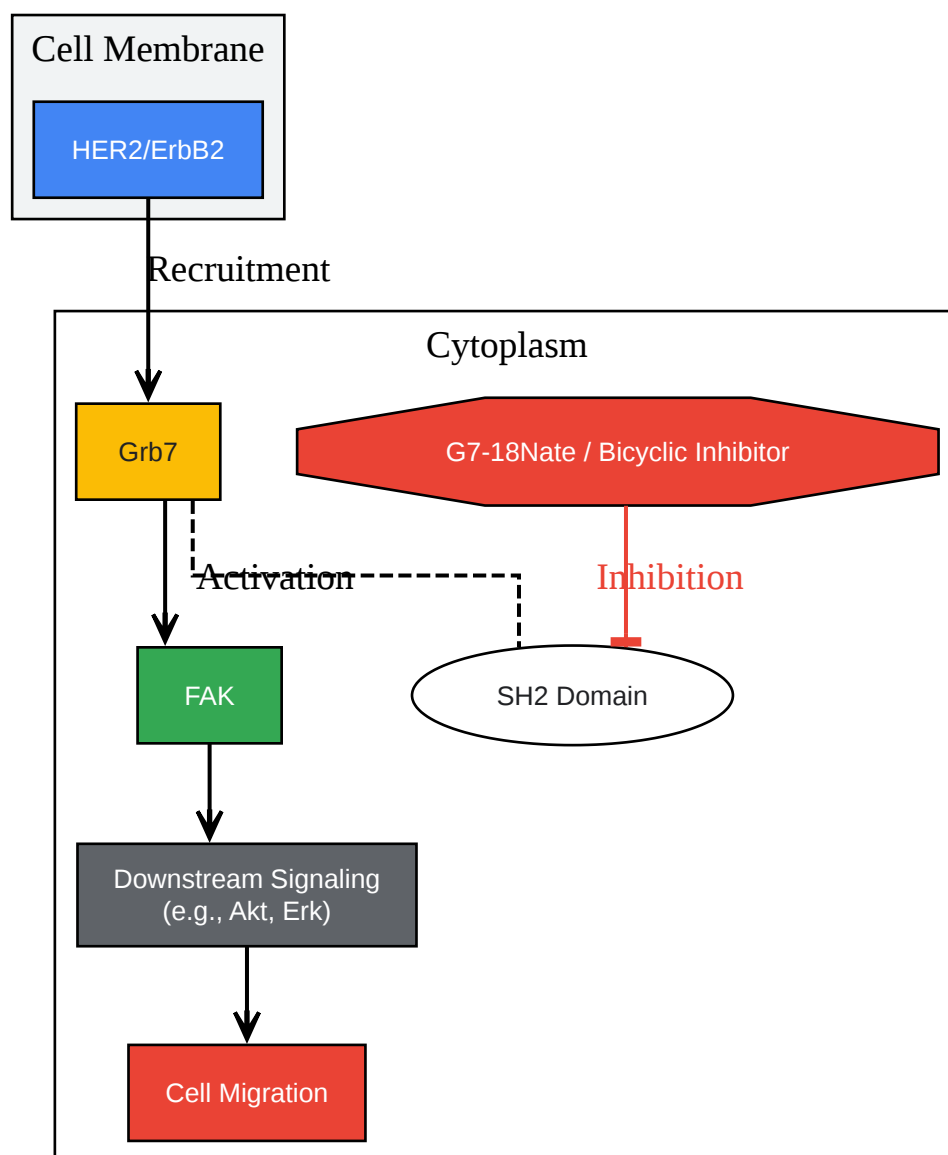 Cell Membrane
HER2/ErbB2
Recruitment
Cytoplasm
Grb7
G7-18Nate / Bicyclic Inhibitor
Activation
Inhibition
FAK
SH2 Domain
Downstream Signaling
(e.g., Akt, Erk)
Cell Migration